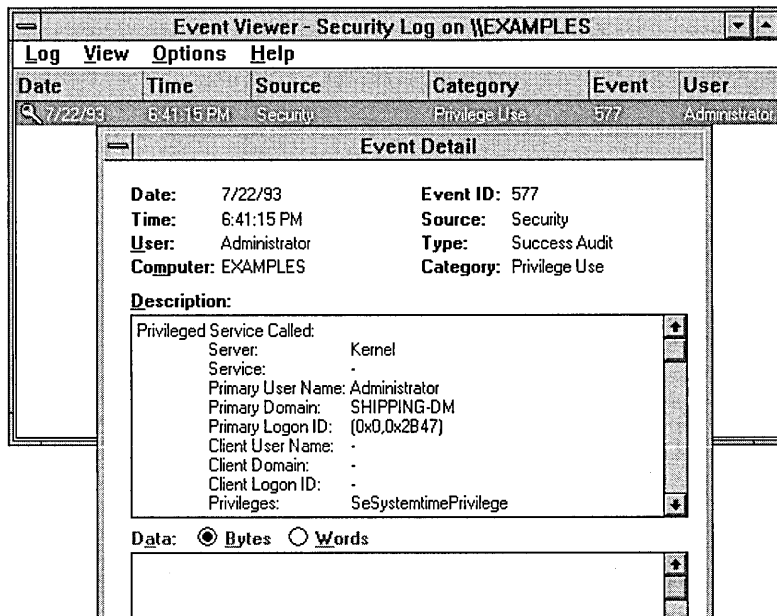 Event Viewer - Security Log on \\EXAMPLES
Log View Options Help
Date Time Source Category Event User
7/22/93 6:41:15 PM Security Privilege Use 577 Administrator
Event Detail
Date: 7/22/93 Event ID: 577
Time: 6:41:15 PM Source: Security
User: Administrator Type: Success Audit
Computer: EXAMPLES Category: Privilege Use
Description:
Privileged Service Called:
Server: Kernel
Service: -
Primary User Name: Administrator
Primary Domain: SHIPPING-DM
Primary Logon ID: (0x0,0x2B47)
Client User Name: -
Client Domain: -
Client Logon ID: -
Privileges: SeSystemtimePrivilege
Data: Bytes Words